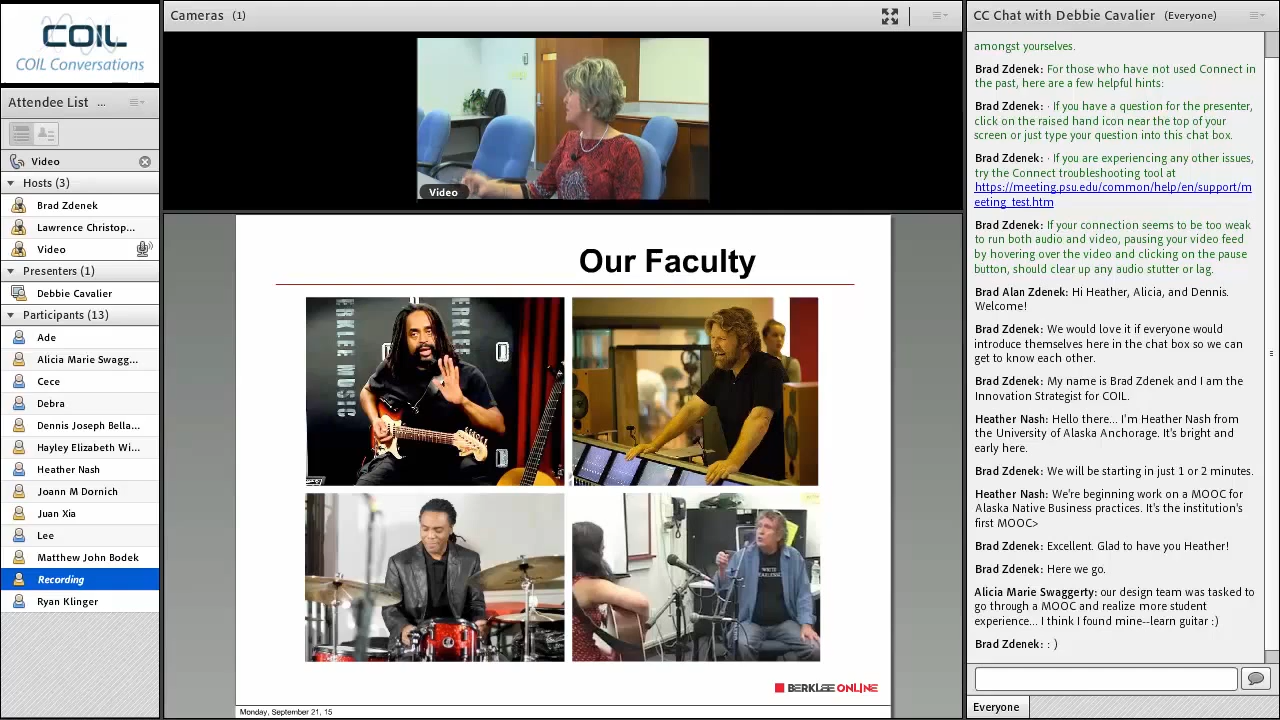 COIL
COIL Conversations
Attendee List ...
Video
Hosts (3)
Brad Zdenek
Lawrence Christop...
Video
Presenters (1)
Debbie Cavalier
Participants (13)
Ade
Alicia Marie Swagg...
Cece
Debra
Dennis Joseph Bella...
Hayley Elizabeth Wi...
Heather Nash
Joann M Dornich
Juan Xia
Lee
Matthew John Bodek
Recording
Ryan Klinger
Cameras (1)
Video
Our Faculty
ERKLEE MUSIC
ERKLEE
BERKLEE ONLINE
Monday, September 21, 15
CC Chat with Debbie Cavalier (Everyone)
amongst yourselves.
Brad Zdenek: For those who have not used Connect in
the past, here are a few helpful hints:
Brad Zdenek: · If you have a question for the presenter,
click on the raised hand icon near the top of your
screen or just type your question into this chat box.
Brad Zdenek: · If you are experiencing any other issues,
try the Connect troubleshooting tool at
https://meeting.psu.edu/common/help/en/support/m
eeting_test.htm
Brad Zdenek: If your connection seems to be too weak
to run both audio and video, pausing your video feed
by hovering over the video and clicking on the pause
button, should clear up any audio stutter or lag.
Brad Alan Zdenek: Hi Heather, Alicia, and Dennis.
Welcome!
Brad Zdenek: We would love it if everyone would
introduce themselves here in the chat box so we can
get to know each other.
Brad Zdenek: My name is Brad Zdenek and I am the
Innovation Strategist for COIL.
Heather Nash: Hello there... I'm Heather Nash from
the University of Alaska Anchorage. It's bright and
early here.
Brad Zdenek: We will be starting in just 1 or 2 minutes.
Heather Nash: We're beginning work on a MOOC for
Alaska Native Business practices. It's the institution's
first MOOC>
Brad Zdenek: Excellent. Glad to have you Heather!
Brad Zdenek: Here we go.
Alicia Marie Swaggerty: our design team was tasked to
go through a MOOC and realize more student
experience... I think I found mine--learn guitar :)
Brad Zdenek: : )
Everyone